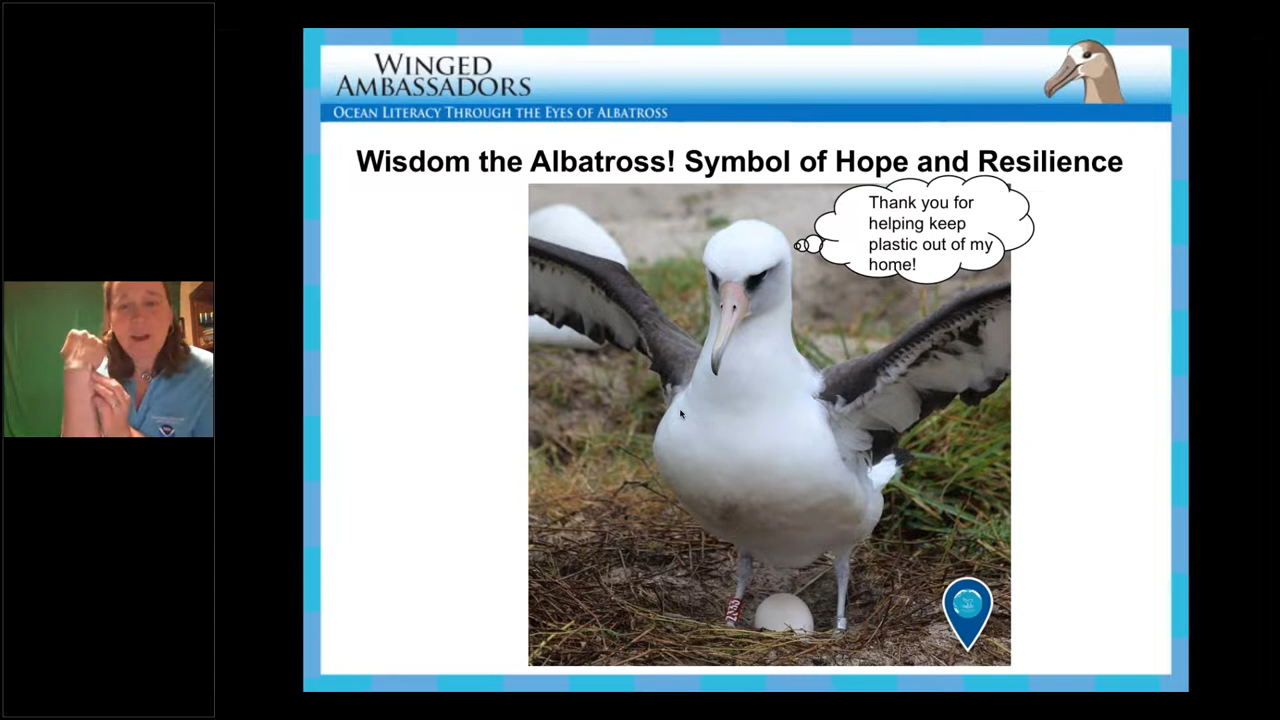 WINGED
AMBASSADORS
OCEAN LITERACY THROUGH THE EYES OF ALBATROSS
Wisdom the Albatross! Symbol of Hope and Resilience
Thank you for
helping keep
plastic out of my
home!